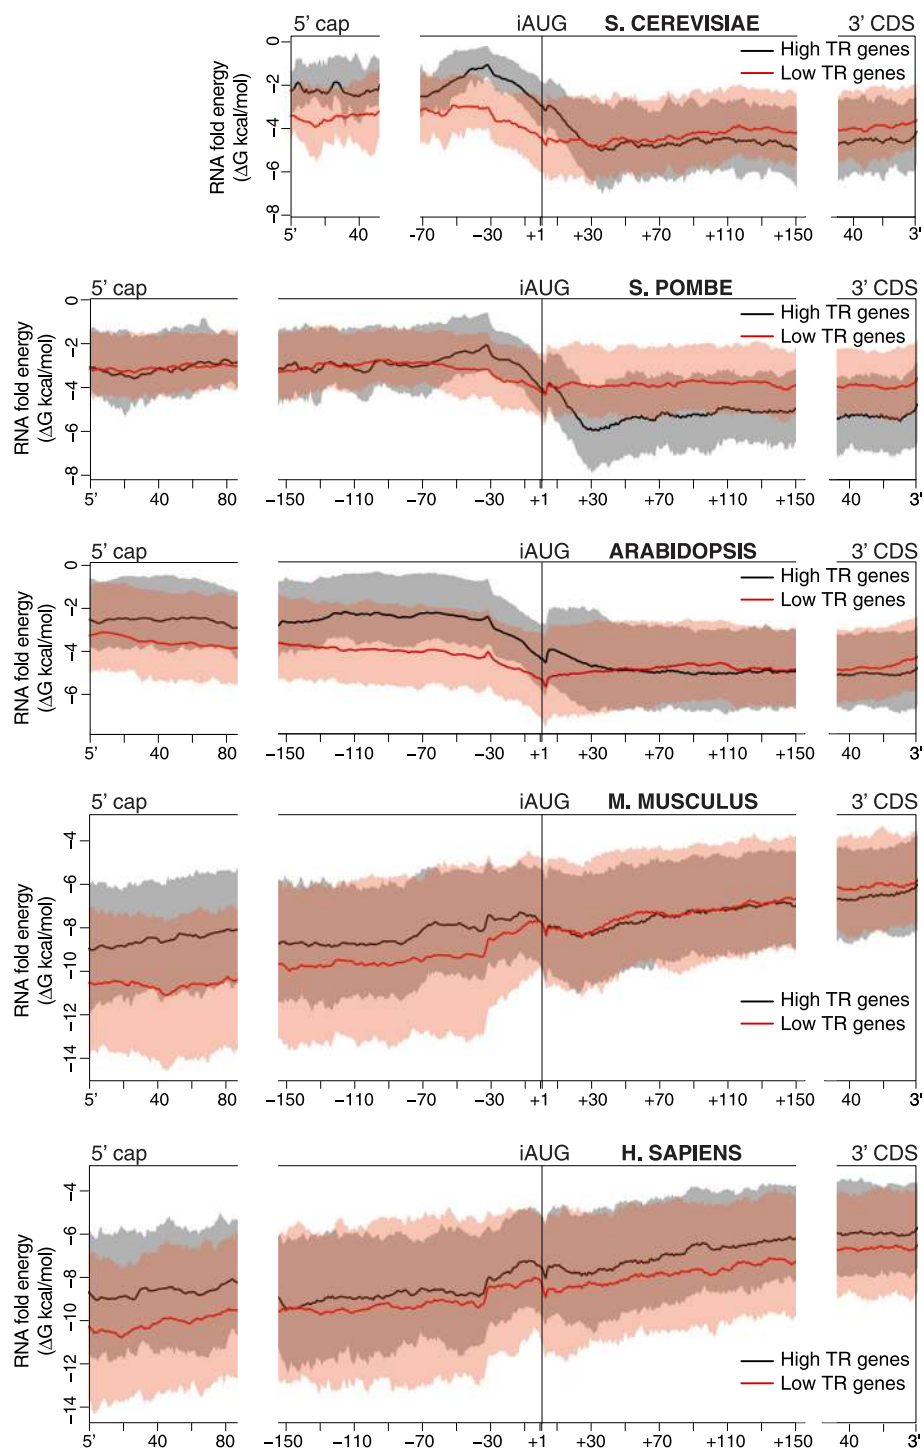 5’ cap iAUG S. CEREVISIAE 3’ CDS
RNA fold energy
(ΔG kcal/mol)
0
−2
−4
−6
−8
High TR genes
Low TR genes
5' 40 -70 −30 +1 +30 +70 +110 +150 40 3'
5’ cap iAUG S. POMBE 3’ CDS
RNA fold energy
(ΔG kcal/mol)
0
−2
−4
−6
−8
High TR genes
Low TR genes
5' 40 80 −150 −110 −70 −30 +1 +30 +70 +110 +150 40 3'
5’ cap iAUG ARABIDOPSIS 3’ CDS
RNA fold energy
(ΔG kcal/mol)
0
−2
−4
−6
High TR genes
Low TR genes
5' 40 80 −150 −110 −70 −30 +1 +30 +70 +110 +150 40 3'
5’ cap iAUG M. MUSCULUS 3’ CDS
RNA fold energy
(ΔG kcal/mol)
−4
−6
−8
−10
−12
−14
High TR genes
Low TR genes
5' 40 80 −150 −110 −70 −30 +1 +30 +70 +110 +150 40 3'
5’ cap iAUG H. SAPIENS 3’ CDS
RNA fold energy
(ΔG kcal/mol)
−4
−6
−8
−10
−12
−14
High TR genes
Low TR genes
5' 40 80 −150 −110 −70 −30 +1 +30 +70 +110 +150 40 3'